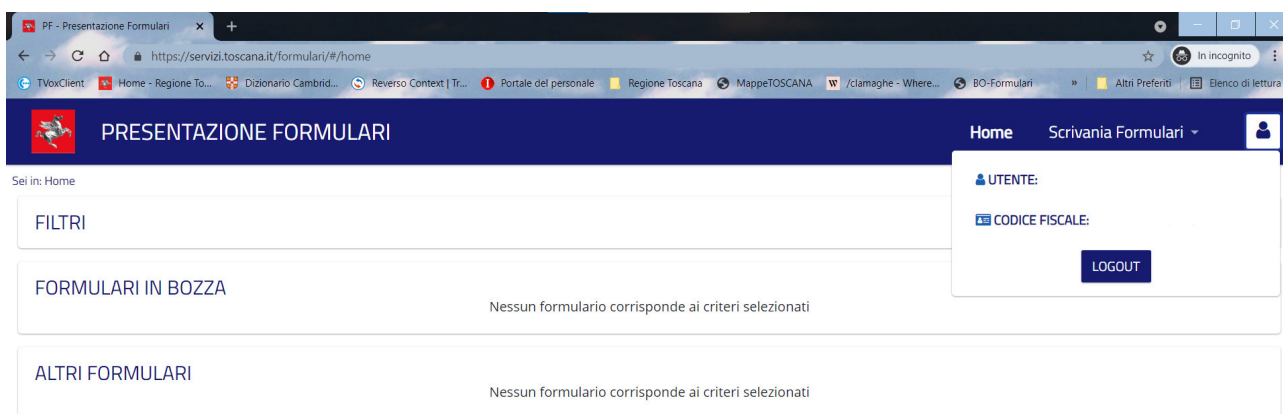 PF - Presentazione Formulari
https://servizi.toscana.it/formulari/#/home
In incognito
TVoxClient
Home - Regione To...
Dizionario Cambrid...
Reverso Context | Tr...
Portale del personale
Regione Toscana
MappeTOSCANA
/clamaghe - Where...
BO-Formulari
»
Altri Preferiti
Elenco di lettura
PRESENTAZIONE FORMULARI
Home
Scrivania Formulari
Sei in: Home
UTENTE:
FILTRI
CODICE FISCALE:
LOGOUT
FORMULARI IN BOZZA
Nessun formulario corrisponde ai criteri selezionati
ALTRI FORMULARI
Nessun formulario corrisponde ai criteri selezionati